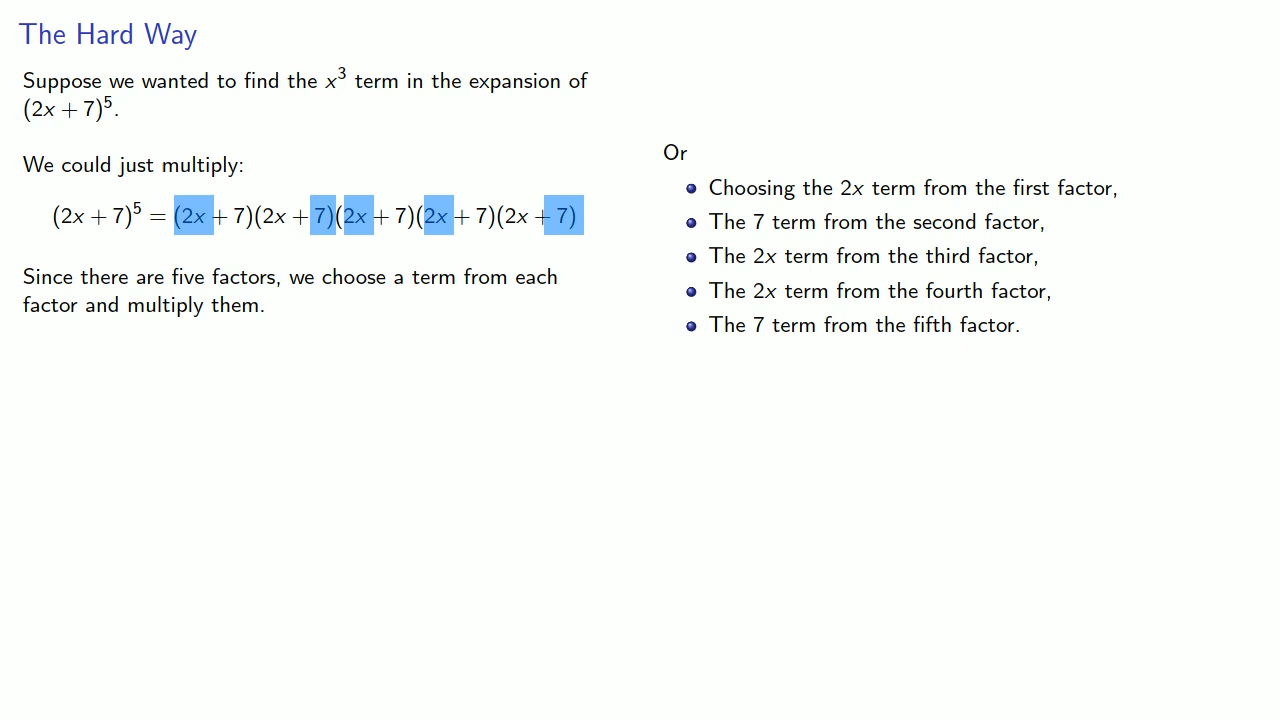 The Hard Way
Suppose we wanted to find the x³ term in the expansion of
(2x + 7)⁵.
We could just multiply:
(2x + 7)⁵ = (2x + 7)(2x + 7)(2x + 7)(2x + 7)(2x + 7)
Since there are five factors, we choose a term from each
factor and multiply them.
Or
Choosing the 2x term from the first factor,
The 7 term from the second factor,
The 2x term from the third factor,
The 2x term from the fourth factor,
The 7 term from the fifth factor.